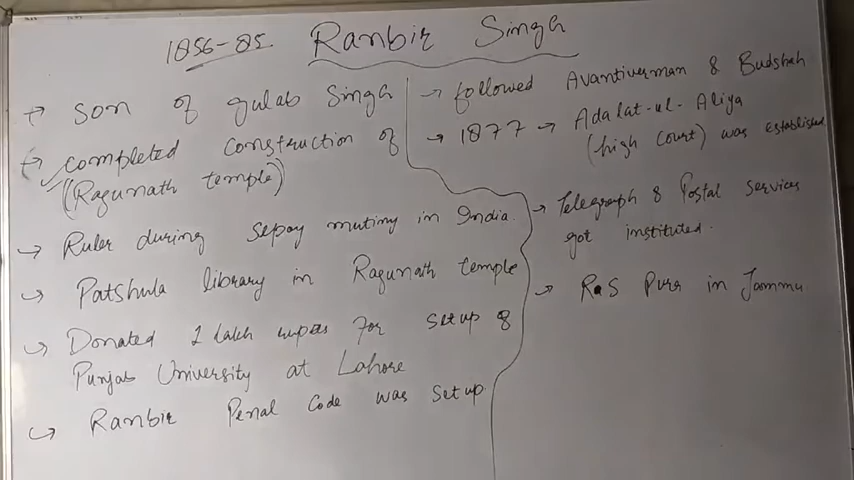 1856-85. Ranbir Singh
→ Son of gulab Singh
→ completed construction of
(Ragunath temple)
→ Ruler during sepoy mutiny in India.
→ Patshula library in Ragunath temple
→ Donated 1 lakh rupees for setup of
Punjab University at Lahore
→ Ranbir Penal Code was setup.
→ followed Avantiverman & Budshah
→ 1877 → Adalat-ul-Aliya
(high court) was established
→ Telegraph & Postal services
got instituted.
→ RS Pura in Jammu